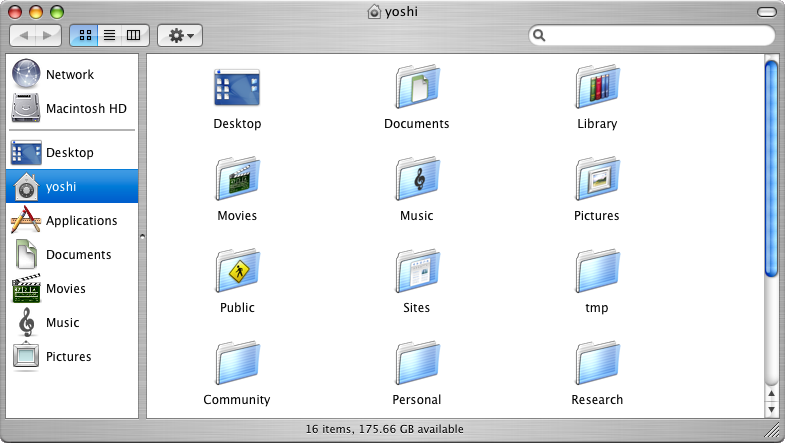 yoshi
Network
Macintosh HD
Desktop
yoshi
Applications
Documents
Movies
Music
Pictures
Desktop Documents Library
Movies Music Pictures
Public Sites tmp
Community Personal Research
16 items, 175.66 GB available